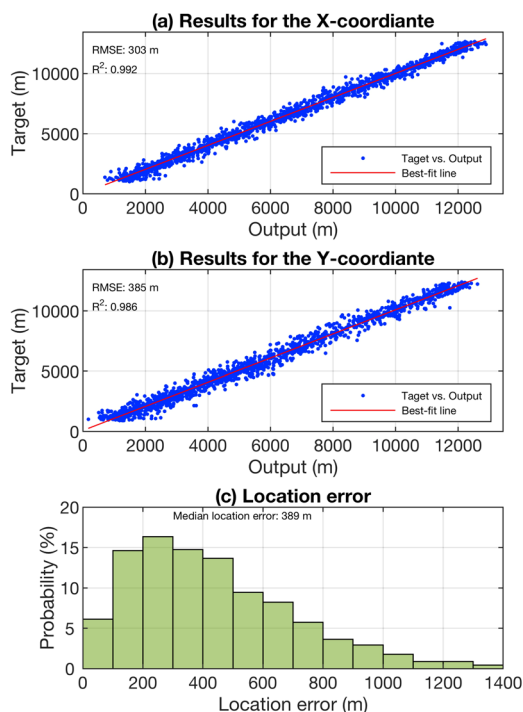 (a) Results for the X-coordiante
RMSE: 303 m
R²: 0.992
10000
5000
0
Target (m)
Taget vs. Output
Best-fit line
0 2000 4000 6000 8000 10000 12000
Output (m)
(b) Results for the Y-coordiante
RMSE: 385 m
R²: 0.986
10000
5000
0
Target (m)
Taget vs. Output
Best-fit line
0 2000 4000 6000 8000 10000 12000
Output (m)
(c) Location error
Median location error: 389 m
20
15
10
5
0
Probability (%)
0 200 400 600 800 1000 1200 1400
Location error (m)